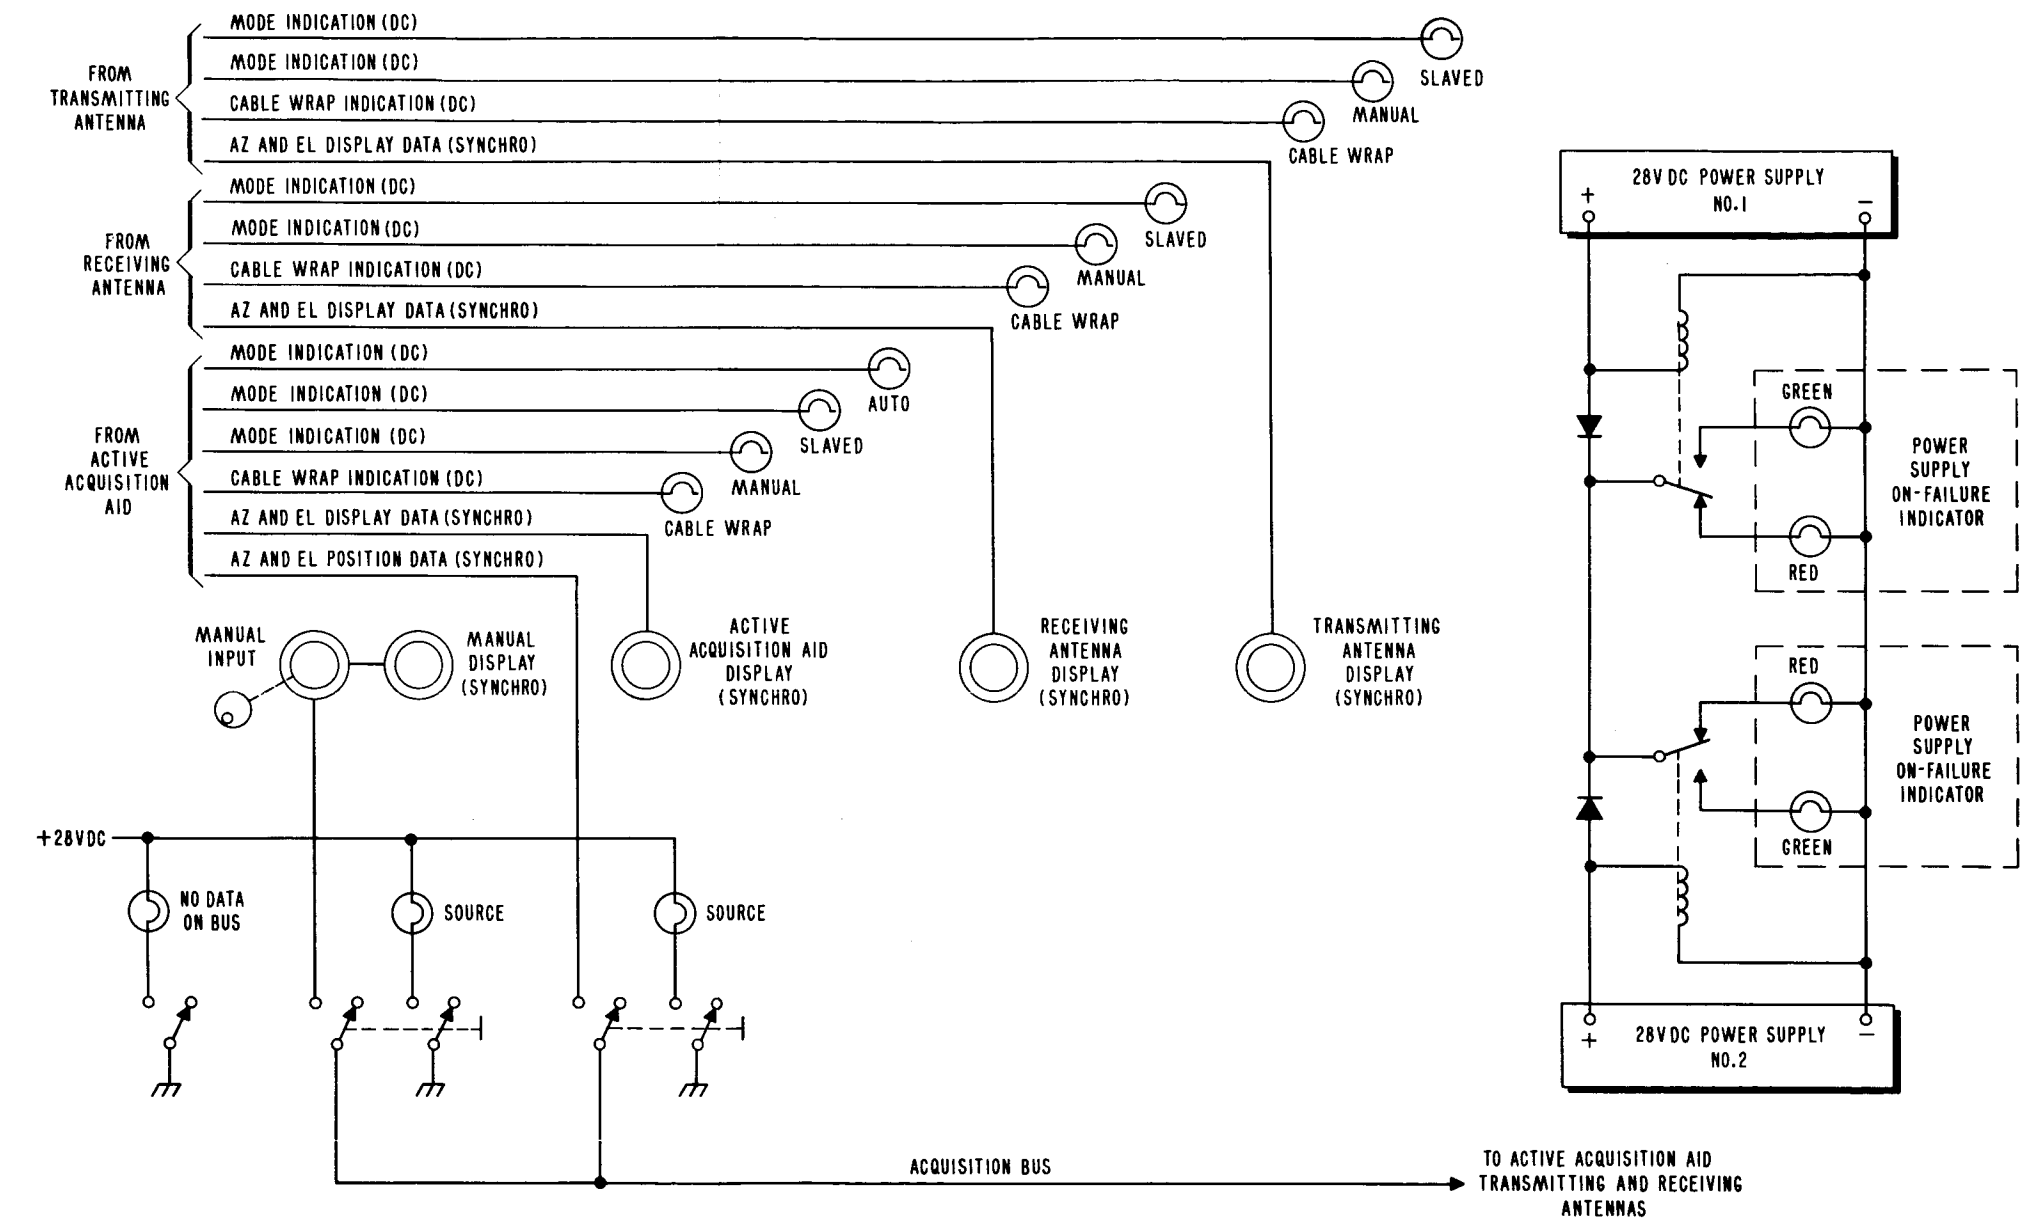 MODE INDICATION (DC)
MODE INDICATION (DC)
CABLE WRAP INDICATION (DC)
AZ AND EL DISPLAY DATA (SYNCHRO)
FROM
TRANSMITTING
ANTENNA
SLAVED
MANUAL
CABLE WRAP
MODE INDICATION (DC)
MODE INDICATION (DC)
CABLE WRAP INDICATION (DC)
AZ AND EL DISPLAY DATA (SYNCHRO)
FROM
RECEIVING
ANTENNA
SLAVED
MANUAL
CABLE WRAP
MODE INDICATION (DC)
MODE INDICATION (DC)
MODE INDICATION (DC)
CABLE WRAP INDICATION (DC)
AZ AND EL DISPLAY DATA (SYNCHRO)
AZ AND EL POSITION DATA (SYNCHRO)
FROM
ACTIVE
ACQUISITION
AID
AUTO
SLAVED
MANUAL
CABLE WRAP
MANUAL
INPUT
MANUAL
DISPLAY
(SYNCHRO)
ACTIVE
ACQUISITION AID
DISPLAY
(SYNCHRO)
RECEIVING
ANTENNA
DISPLAY
(SYNCHRO)
TRANSMITTING
ANTENNA
DISPLAY
(SYNCHRO)
+28VDC
NO DATA
ON BUS
SOURCE
SOURCE
ACQUISITION BUS
TO ACTIVE ACQUISITION AID
TRANSMITTING AND RECEIVING
ANTENNAS
28V DC POWER SUPPLY
NO.1
+
−
GREEN
RED
POWER
SUPPLY
ON-FAILURE
INDICATOR
RED
GREEN
POWER
SUPPLY
ON-FAILURE
INDICATOR
+
−
28VDC POWER SUPPLY
NO.2